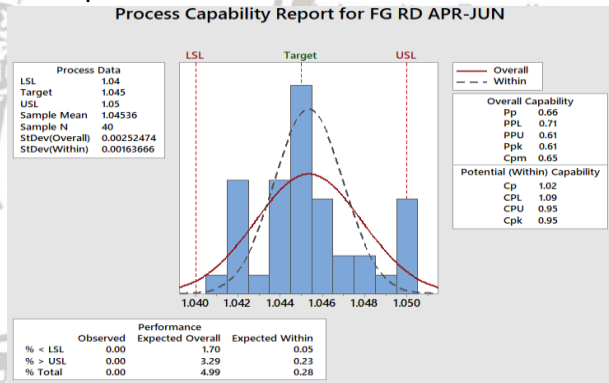 Process Capability Report for FG RD APR-JUN
LSL Target USL
Process Data
LSL 1.04
Target 1.045
USL 1.05
Sample Mean 1.04536
Sample N 40
StDev(Overall) 0.00252474
StDev(Within) 0.00163666
Overall
Within
Overall Capability
Pp 0.66
PPL 0.71
PPU 0.61
Ppk 0.61
Cpm 0.65
Potential (Within) Capability
Cp 1.02
CPL 1.09
CPU 0.95
Cpk 0.95
1.040 1.042 1.044 1.046 1.048 1.050
Performance
Observed Expected Overall Expected Within
% < LSL 0.00 1.70 0.05
% > USL 0.00 3.29 0.23
% Total 0.00 4.99 0.28